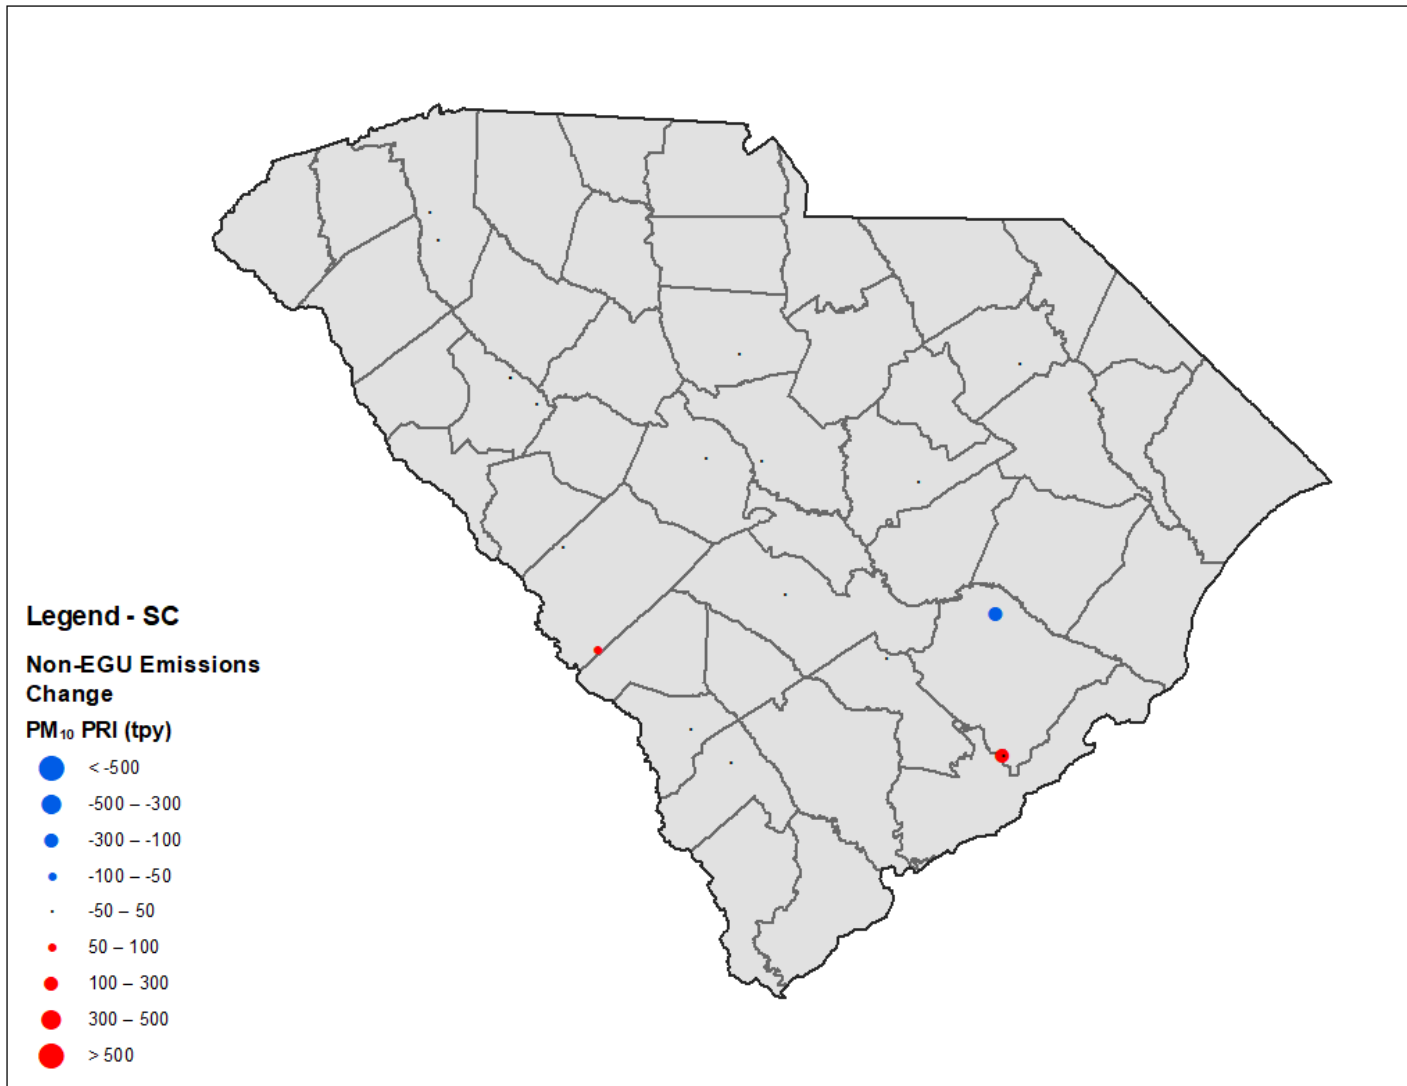 Legend - SC
Non-EGU Emissions
Change
PM₁₀ PRI (tpy)
< -500
-500 – -300
-300 – -100
-100 – -50
-50 – 50
50 – 100
100 – 300
300 – 500
> 500